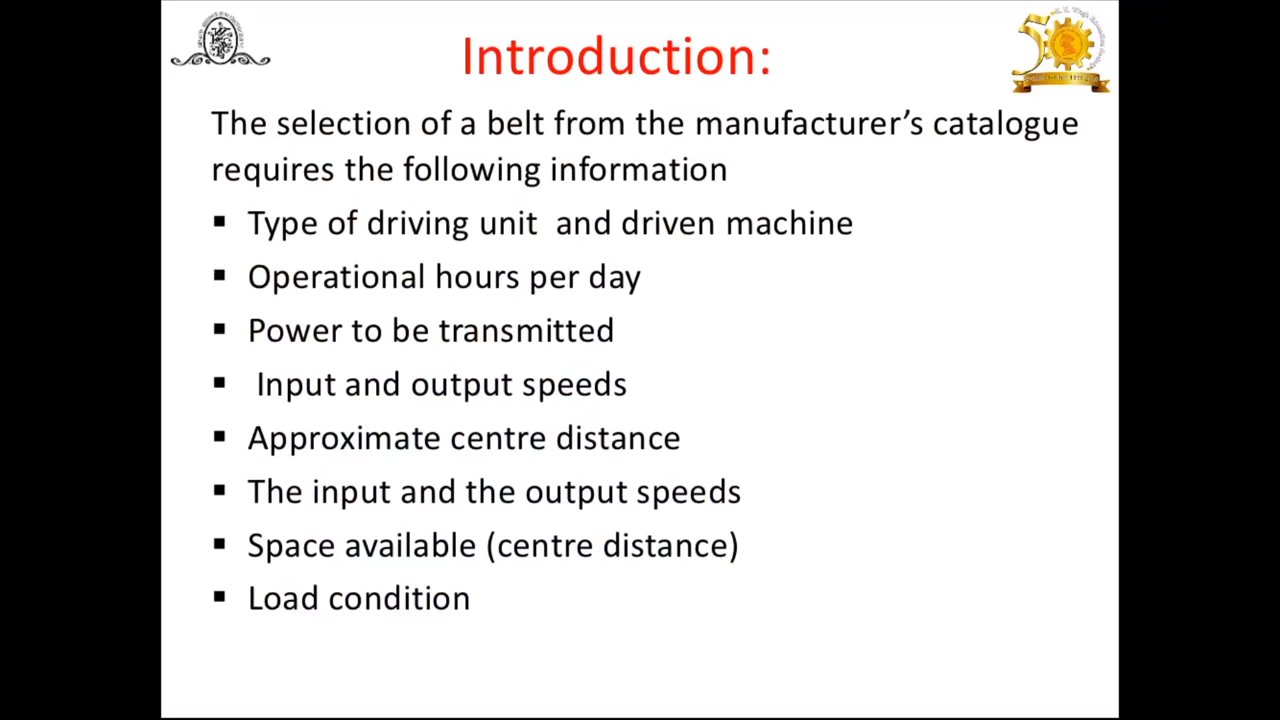 Introduction:
The selection of a belt from the manufacturer’s catalogue
requires the following information
▪ Type of driving unit  and driven machine
▪ Operational hours per day
▪ Power to be transmitted
▪ Input and output speeds
▪ Approximate centre distance
▪ The input and the output speeds
▪ Space available (centre distance)
▪ Load condition